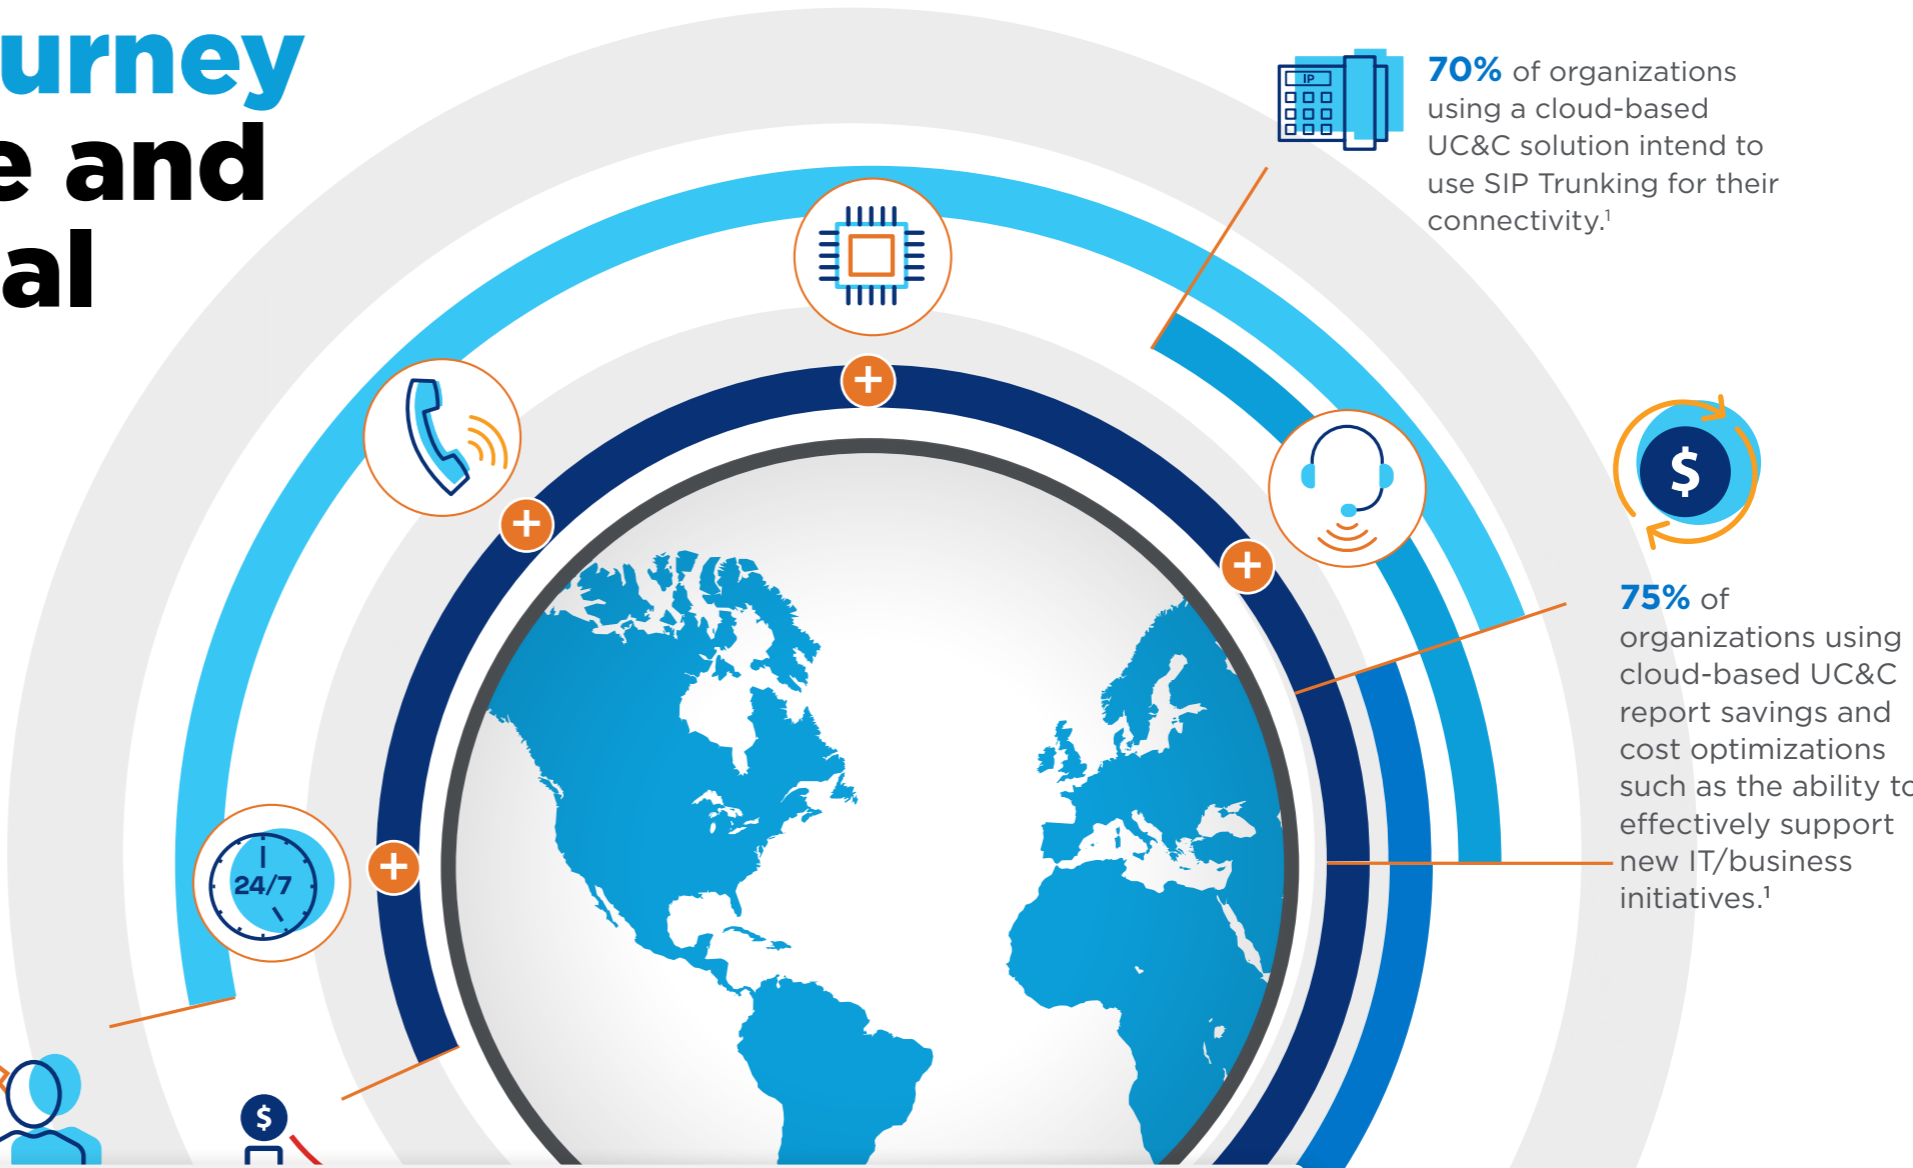 urney
e and
al
IP
70% of organizations
using a cloud-based
UC&C solution intend to
use SIP Trunking for their
connectivity.¹
$
75% of
organizations using
cloud-based UC&C
report savings and
cost optimizations
such as the ability to
effectively support
new IT/business
initiatives.¹
+
+
+
+
24/7
$